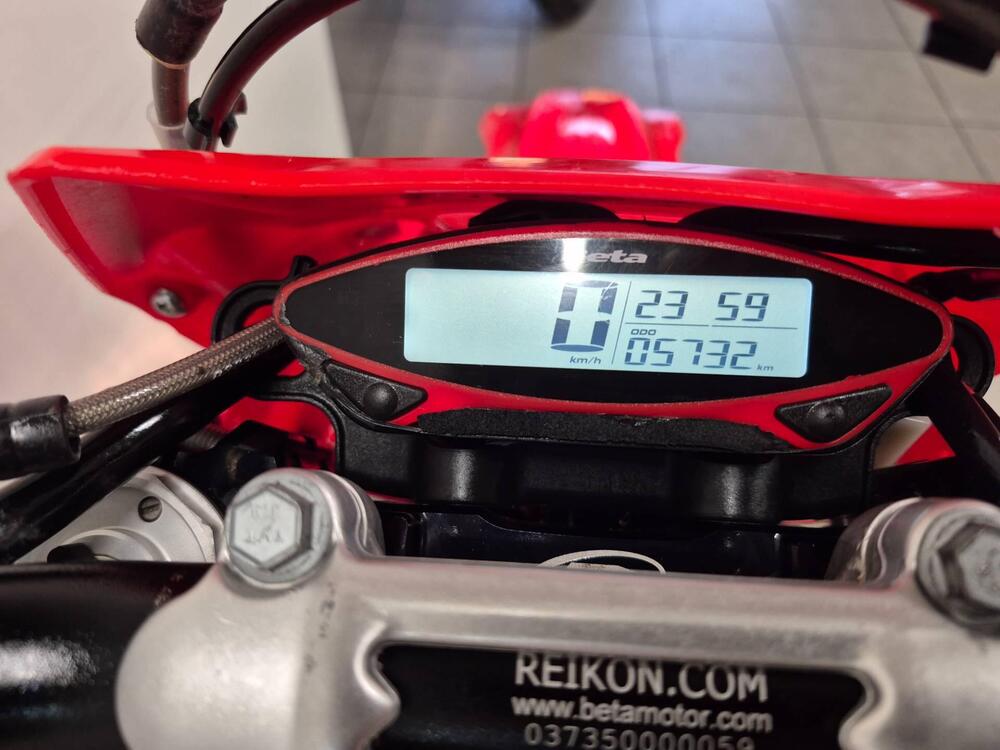 beta
0 km/h
23 59
ODO
05732 km
REIKON.COM
www.betamotor.com
037350000059